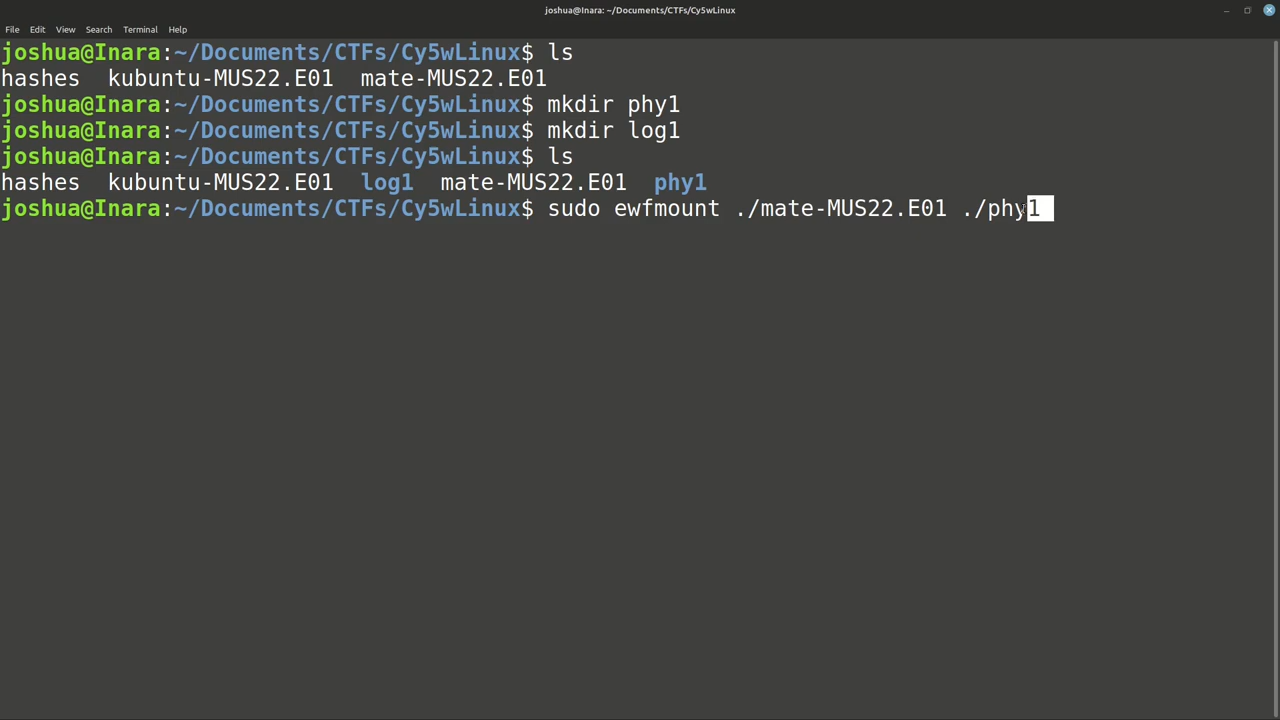 joshua@Inara: ~/Documents/CTFs/Cy5wLinux
File Edit View Search Terminal Help
joshua@Inara:~/Documents/CTFs/Cy5wLinux$ ls
hashes  kubuntu-MUS22.E01  mate-MUS22.E01
joshua@Inara:~/Documents/CTFs/Cy5wLinux$ mkdir phy1
joshua@Inara:~/Documents/CTFs/Cy5wLinux$ mkdir log1
joshua@Inara:~/Documents/CTFs/Cy5wLinux$ ls
hashes  kubuntu-MUS22.E01  log1  mate-MUS22.E01  phy1
joshua@Inara:~/Documents/CTFs/Cy5wLinux$ sudo ewfmount ./mate-MUS22.E01 ./phy1